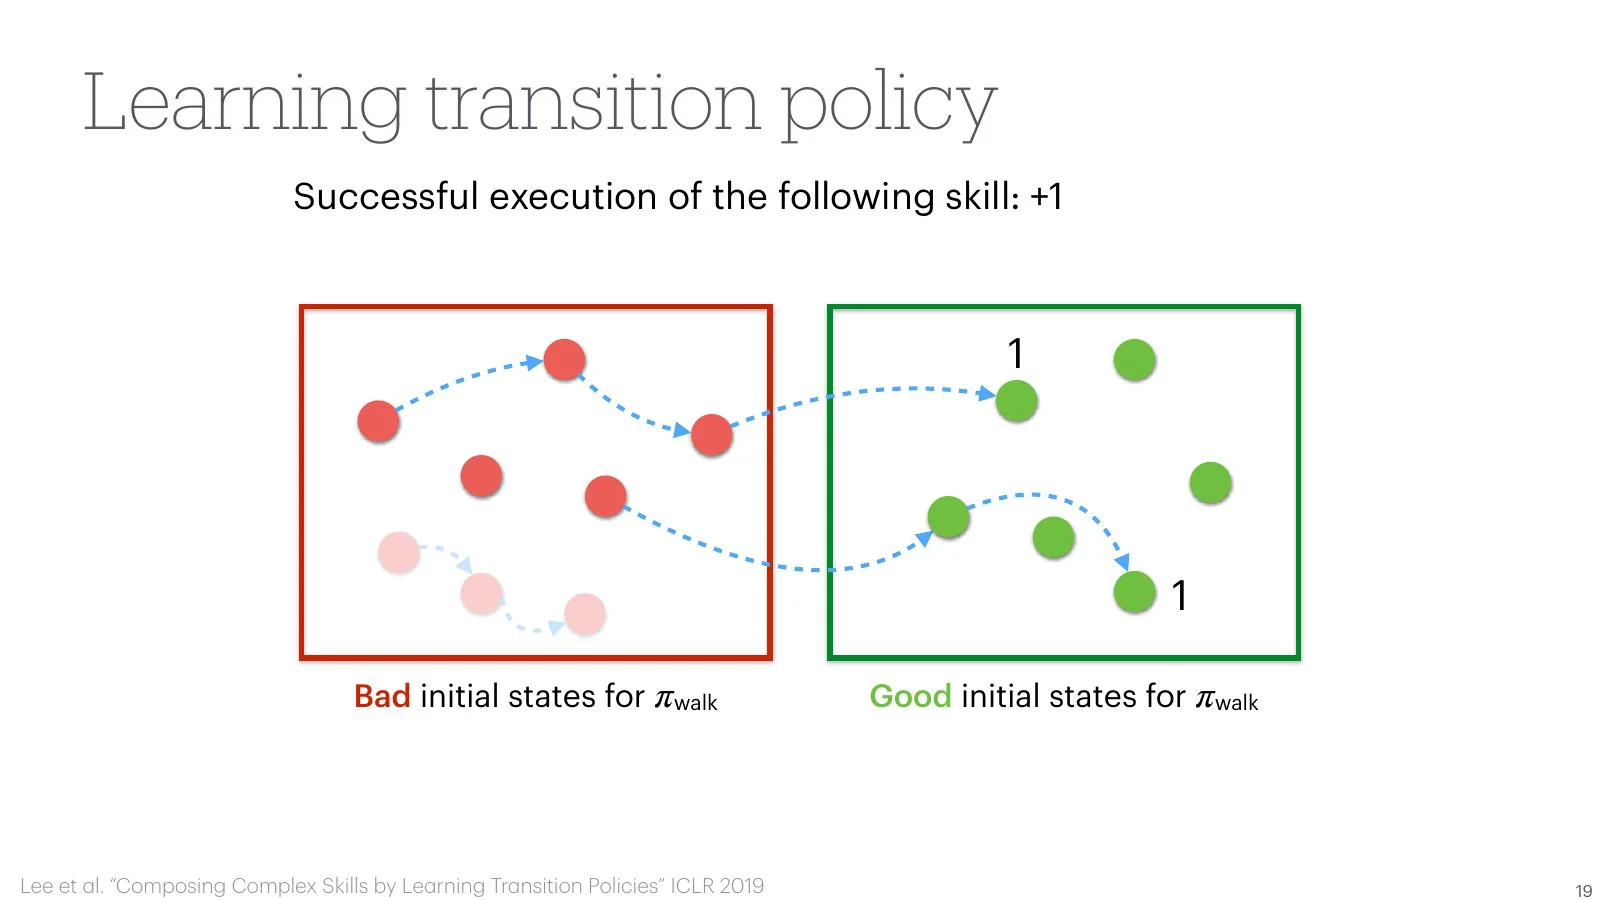 Learning transition policy
Successful execution of the following skill: +1
1
1
Bad initial states for πwalk
Good initial states for πwalk
Lee et al. “Composing Complex Skills by Learning Transition Policies” ICLR 2019
19